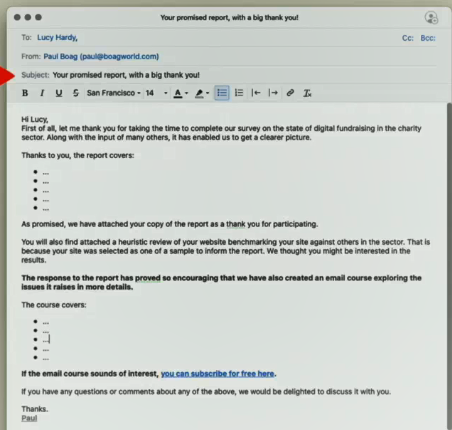 Your promised report, with a big thank you!
To: Lucy Hardy,
Cc: Bcc:
From: Paul Boag (paul@boagworld.com)
Subject: Your promised report, with a big thank you!
B I U S San Francisco 14 A
Hi Lucy,
First of all, let me thank you for taking the time to complete our survey on the state of digital fundraising in the charity
sector. Along with the input of many others, it has enabled us to get a clearer picture.
Thanks to you, the report covers:
• ...
• ...
• ...
• ...
• ...
As promised, we have attached your copy of the report as a thank you for participating.
You will also find attached a heuristic review of your website benchmarking your site against others in the sector. That is
because your site was selected as one of a sample to inform the report. We thought you might be interested in the
results.
The response to the report has proved so encouraging that we have also created an email course exploring the
issues it raises in more details.
The course covers:
• ...
• ...
• ...
• ...
• ...
If the email course sounds of interest, you can subscribe for free here.
If you have any questions or comments about any of the above, we would be delighted to discuss it with you.
Thanks.
Paul